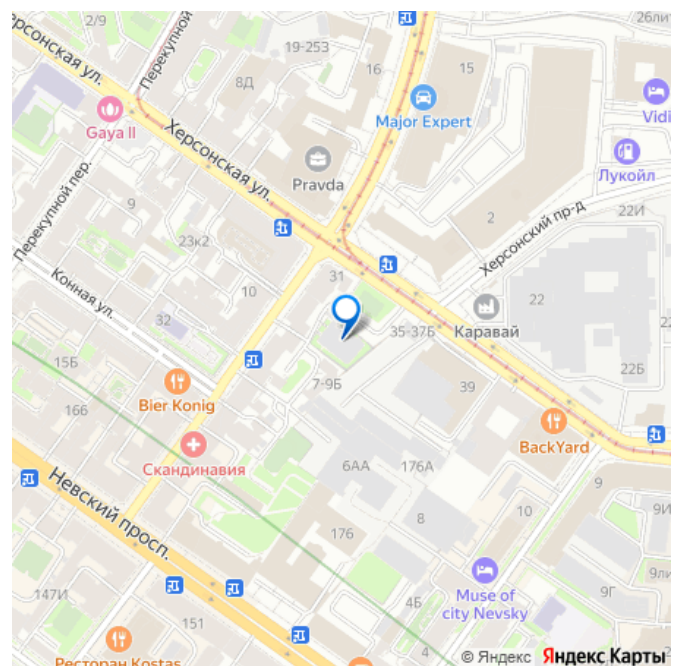 2/9
Херсонская ул.
Перекупной
19-253
16
15
8Д
26лит
Major Expert
Vidi
Gaya II
Херсонская ул.
Pravda
Лукойл
Перекупной пер.
9
2
22И
Херсонский пр-д
23к2
Конная ул.
10
31
22
32
35-37Б
Каравай
15Б
7-9Б
39
22Б
166
Bier König
BackYard
Скандинавия
Невский просп.
6АА
176А
9
10
9И
8
176
Muse of
city Nevsky
9ли
147И
4Б
9Г
151
Ресторан Kostas
© Яндекс Яндекс Карты